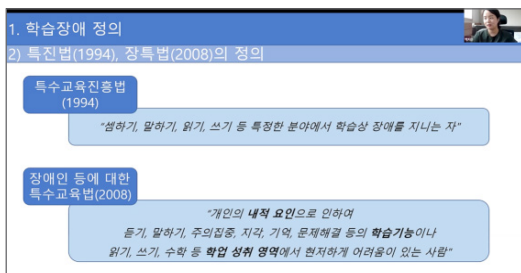 1. 학습장애 정의
2) 특진법(1994), 장특법(2008)의 정의
특수교육진흥법
(1994)
"셈하기, 말하기, 읽기, 쓰기 등 특정한 분야에서 학습상 장애를 지니는 자"
장애인 등에 대한
특수교육법(2008)
"개인의 내적 요인으로 인하여
듣기, 말하기, 주의집중, 지각, 기억, 문제해결 등의 학습기능이나
읽기, 쓰기, 수학 등 학업 성취 영역에서 현저하게 어려움이 있는 사람"